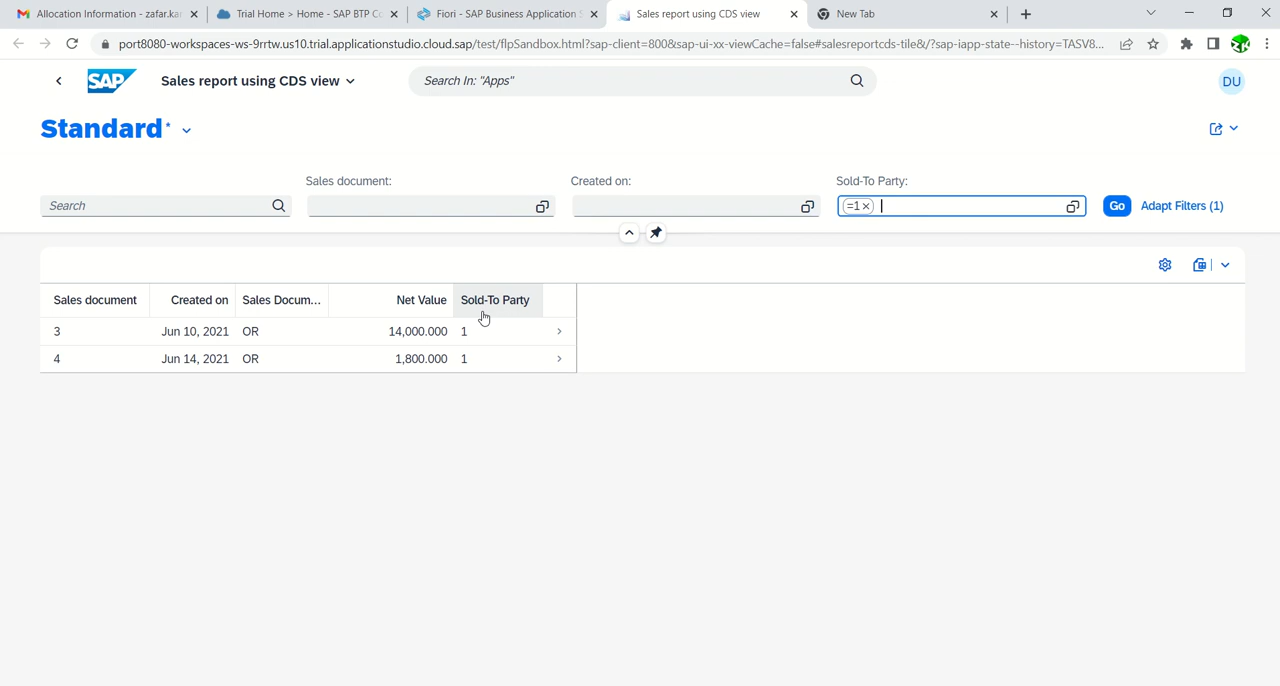 Allocation Information - zafar.ka
Trial Home > Home - SAP BTP C
Fiori - SAP Business Application
Sales report using CDS view
New Tab
port8080-workspaces-ws-9rrtw.us10.trial.applicationstudio.cloud.sap/test/flpSandbox.html?sap-client=800&sap-ui-xx-viewCache=false#salesreportcds-tile&/?sap-iapp-state--history=TASV8...
SAP
Sales report using CDS view
Search In: "Apps"
DU
Standard*
Sales document:
Created on:
Sold-To Party:
Search
=1
Go
Adapt Filters (1)
Sales document Created on Sales Docum... Net Value Sold-To Party
3 Jun 10, 2021 OR 14,000.000 1
4 Jun 14, 2021 OR 1,800.000 1